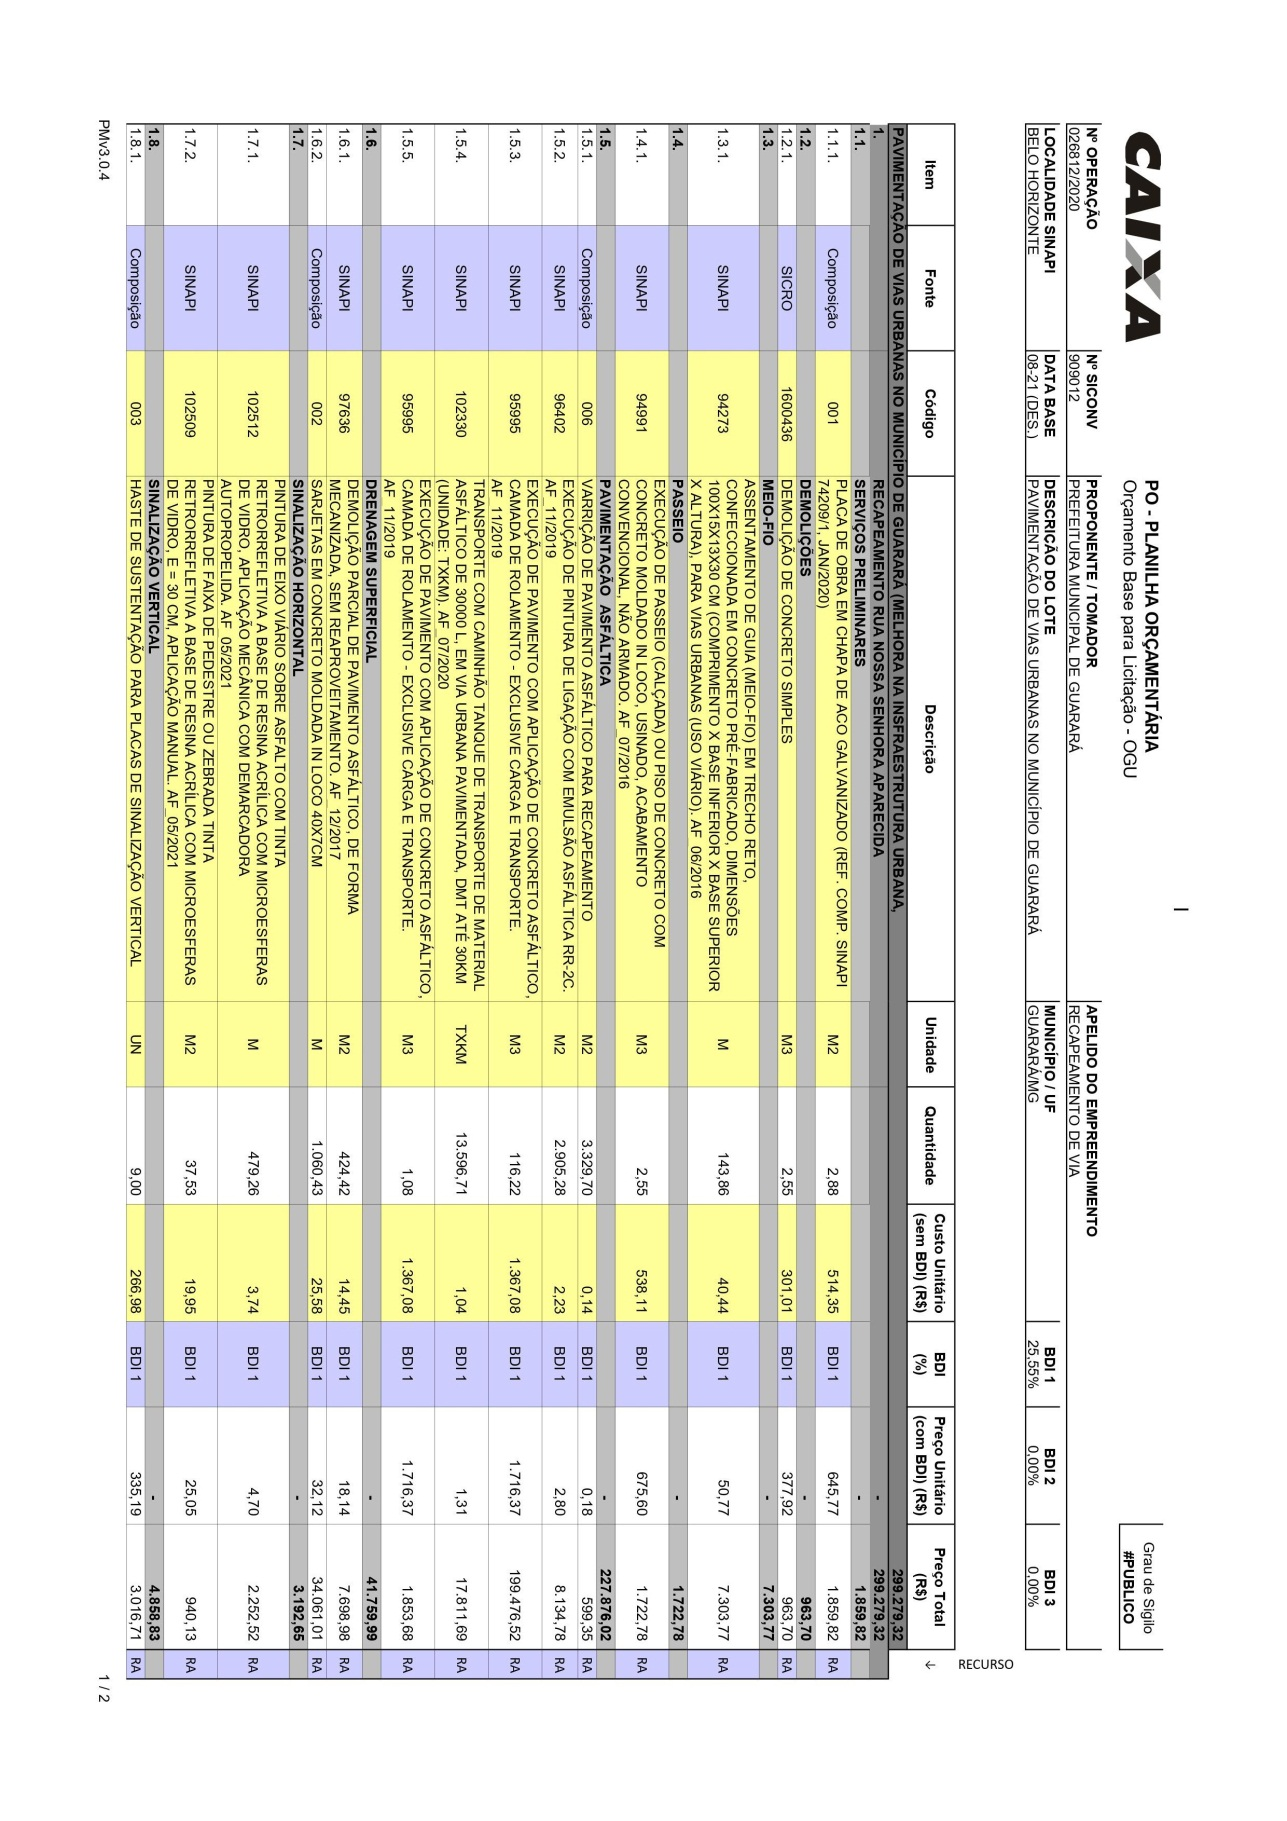 CAIXA
PO - PLANILHA ORÇAMENTÁRIA
Orçamento Base para Licitação - OGU
Grau de Sigilo
#PUBLICO
Nº OPERAÇÃO Nº SICONV PROPONENTE / TOMADOR APELIDO DO EMPREENDIMENTO
026812/2020 909012 PREFEITURA MUNICIPAL DE GUARARÁ RECAPEAMENTO DE VIA
LOCALIDADE SINAPI DATA BASE DESCRIÇÃO DO LOTE MUNICÍPIO / UF BDI 1 BDI 2 BDI 3
BELO HORIZONTE 08-21 (DES.) PAVIMENTAÇÃO DE VIAS URBANAS NO MUNICÍPIO DE GUARARÁ GUARARÁ/MG 25,55% 0,00% 0,00%
RECURSO
Item Fonte Código Descrição Unidade Quantidade Custo Unitário (sem BDI) (R$) BDI (%) Preço Unitário (com BDI) (R$) Preço Total (R$) ←
PAVIMENTAÇÃO DE VIAS URBANAS NO MUNICÍPIO DE GUARARÁ (MELHORA NA INSFRAESTRUTURA URBANA, 299.279,32
1. RECAPEAMENTO RUA NOSSA SENHORA APARECIDA - 299.279,32
1.1. SERVIÇOS PRELIMINARES - 1.859,82
1.1.1. Composição 001 PLACA DE OBRA EM CHAPA DE ACO GALVANIZADO (REF. COMP. SINAPI
74209/1, JAN/2020) M2 2,88 514,35 BDI 1 645,77 1.859,82 RA
1.2. DEMOLIÇÕES - 963,70
1.2.1. SICRO 1600436 DEMOLIÇÃO DE CONCRETO SIMPLES M3 2,55 301,01 BDI 1 377,92 963,70 RA
1.3. MEIO-FIO - 7.303,77
1.3.1. SINAPI 94273 ASSENTAMENTO DE GUIA (MEIO-FIO) EM TRECHO RETO,
CONFECCIONADA EM CONCRETO PRÉ-FABRICADO, DIMENSÕES
100X15X13X30 CM (COMPRIMENTO X BASE INFERIOR X BASE SUPERIOR
X ALTURA), PARA VIAS URBANAS (USO VIÁRIO). AF_06/2016 M 143,86 40,44 BDI 1 50,77 7.303,77 RA
1.4. PASSEIO - 1.722,78
1.4.1. SINAPI 94991 EXECUÇÃO DE PASSEIO (CALÇADA) OU PISO DE CONCRETO COM
CONCRETO MOLDADO IN LOCO, USINADO, ACABAMENTO
CONVENCIONAL, NÃO ARMADO. AF_07/2016 M3 2,55 538,11 BDI 1 675,60 1.722,78 RA
1.5. PAVIMENTAÇÃO ASFÁLTICA - 227.876,02
1.5.1. Composição 006 VARRIÇÃO DE PAVIMENTO ASFÁLTICO PARA RECAPEAMENTO M2 3.329,70 0,14 BDI 1 0,18 599,35 RA
1.5.2. SINAPI 96402 EXECUÇÃO DE PINTURA DE LIGAÇÃO COM EMULSÃO ASFÁLTICA RR-2C.
AF_11/2019 M2 2.905,28 2,23 BDI 1 2,80 8.134,78 RA
1.5.3. SINAPI 95995 EXECUÇÃO DE PAVIMENTO COM APLICAÇÃO DE CONCRETO ASFÁLTICO,
CAMADA DE ROLAMENTO - EXCLUSIVE CARGA E TRANSPORTE.
AF_11/2019 M3 116,22 1.367,08 BDI 1 1.716,37 199.476,52 RA
1.5.4. SINAPI 102330 TRANSPORTE COM CAMINHÃO TANQUE DE TRANSPORTE DE MATERIAL
ASFÁLTICO DE 30000 L, EM VIA URBANA PAVIMENTADA, DMT ATÉ 30KM
(UNIDADE: TXKM). AF_07/2020 TXKM 13.596,71 1,04 BDI 1 1,31 17.811,69 RA
1.5.5. SINAPI 95995 EXECUÇÃO DE PAVIMENTO COM APLICAÇÃO DE CONCRETO ASFÁLTICO,
CAMADA DE ROLAMENTO - EXCLUSIVE CARGA E TRANSPORTE.
AF_11/2019 M3 1,08 1.367,08 BDI 1 1.716,37 1.853,68 RA
1.6. DRENAGEM SUPERFICIAL - 41.759,99
1.6.1. SINAPI 97636 DEMOLIÇÃO PARCIAL DE PAVIMENTO ASFÁLTICO, DE FORMA
MECANIZADA, SEM REAPROVEITAMENTO. AF_12/2017 M2 424,42 14,45 BDI 1 18,14 7.698,98 RA
1.6.2. Composição 002 SARJETAS EM CONCRETO MOLDADA IN LOCO 40X7CM M 1.060,43 25,58 BDI 1 32,12 34.061,01 RA
1.7. SINALIZAÇÃO HORIZONTAL - 3.192,65
1.7.1. SINAPI 102512 PINTURA DE EIXO VIÁRIO SOBRE ASFALTO COM TINTA
RETRORREFLETIVA A BASE DE RESINA ACRÍLICA COM MICROESFERAS
DE VIDRO, APLICAÇÃO MECÂNICA COM DEMARCADORA
AUTOPROPELIDA. AF_05/2021 M 479,26 3,74 BDI 1 4,70 2.252,52 RA
1.7.2. SINAPI 102509 PINTURA DE FAIXA DE PEDESTRE OU ZEBRADA TINTA
RETRORREFLETIVA A BASE DE RESINA ACRÍLICA COM MICROESFERAS
DE VIDRO, E = 30 CM, APLICAÇÃO MANUAL. AF_05/2021 M2 37,53 19,95 BDI 1 25,05 940,13 RA
1.8. SINALIZAÇÃO VERTICAL - 4.858,83
1.8.1. Composição 003 HASTE DE SUSTENTAÇÃO PARA PLACAS DE SINALIZAÇÃO VERTICAL UN 9,00 266,98 BDI 1 335,19 3.016,71 RA
PMv3.0.4 1 / 2